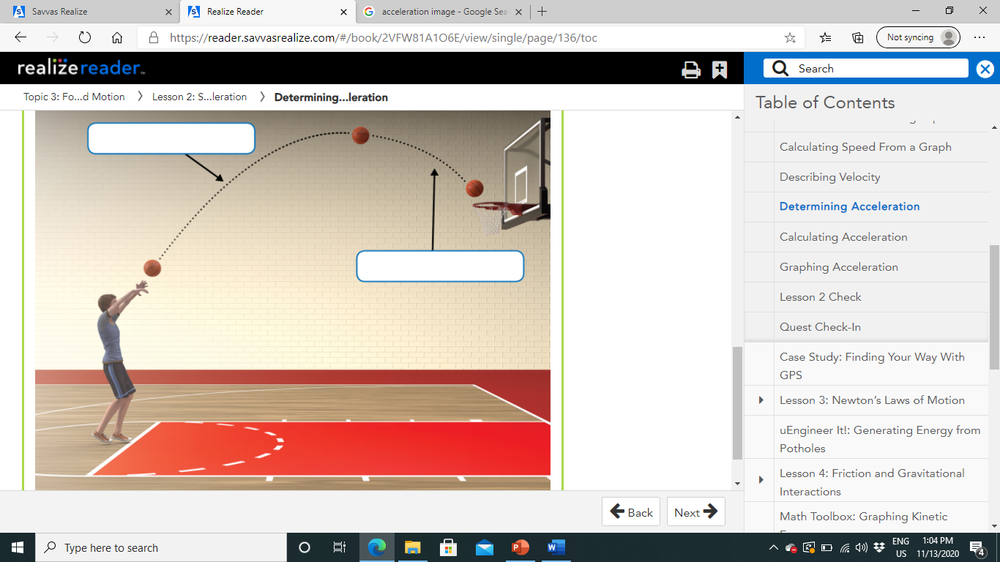 Savvas Realize
Realize Reader
acceleration image - Google Sea
https://reader.savvasrealize.com/#/book/2VFW81A1O6E/view/single/page/136/toc
Not syncing
realizereader™
Search
Topic 3: Fo...d Motion
Lesson 2: S...leration
Determining...leration
Table of Contents
Calculating Speed From a Graph
Describing Velocity
Determining Acceleration
Calculating Acceleration
Graphing Acceleration
Lesson 2 Check
Quest Check-In
Case Study: Finding Your Way With
GPS
Lesson 3: Newton's Laws of Motion
uEngineer It!: Generating Energy from
Potholes
Lesson 4: Friction and Gravitational
Interactions
Math Toolbox: Graphing Kinetic
Back
Next
Type here to search
ENG
US
1:04 PM
11/13/2020
4